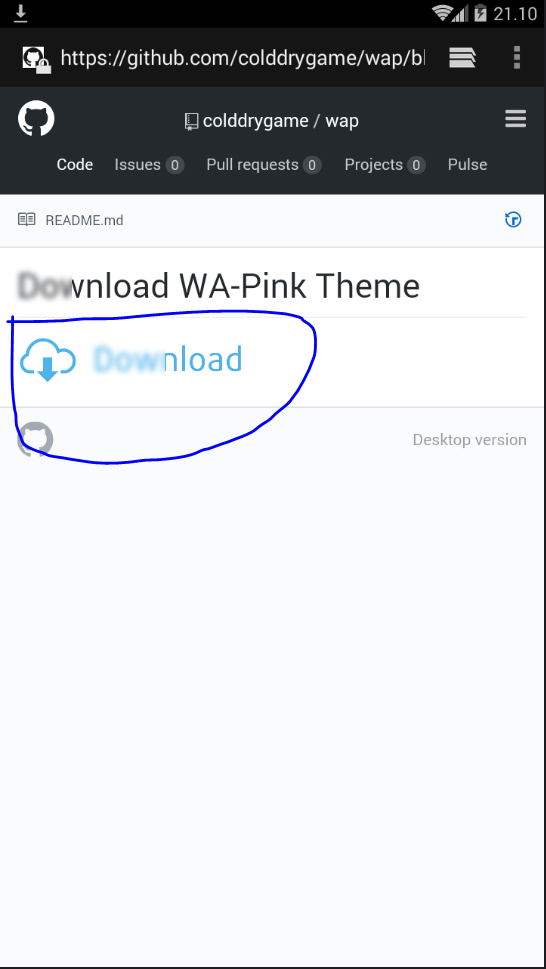 21.10
https://github.com/colddrygame/wap/bl
colddrygame / wap
Code Issues 0 Pull requests 0 Projects 0 Pulse
README.md
Download WA-Pink Theme
Download
Desktop version